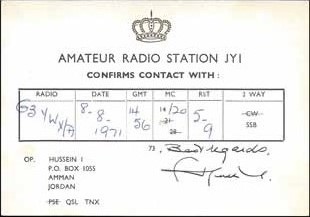 AMATEUR RADIO STATION JY1
CONFIRMS CONTACT WITH:
RADIO DATE GMT MC RST 2 WAY
G3YWX/A 8-8-1971 14 56 14/20 21 28 5-9 CW SSB
73, Best regards.
OP. HUSSEIN I
P.O. BOX 1055
AMMAN
JORDAN
PSE QSL TNX